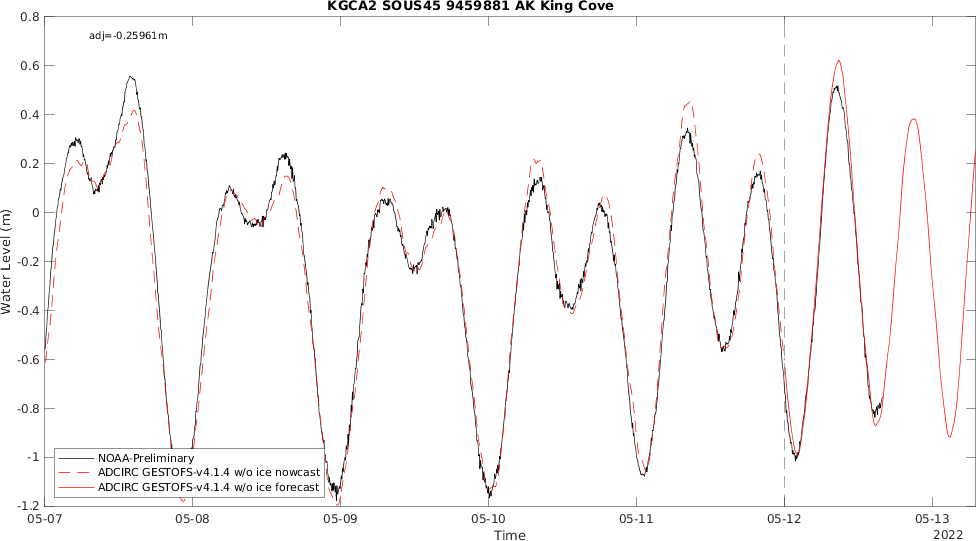 KGCA2 SOUS45 9459881 AK King Cove
adj=-0.25961m
0.8
0.6
0.4
0.2
0
-0.2
-0.4
-0.6
-0.8
-1
-1.2
Water Level (m)
NOAA-Preliminary
ADCIRC GESTOFS-v4.1.4 w/o ice nowcast
ADCIRC GESTOFS-v4.1.4 w/o ice forecast
05-07
05-08
05-09
05-10
05-11
05-12
05-13
Time
2022